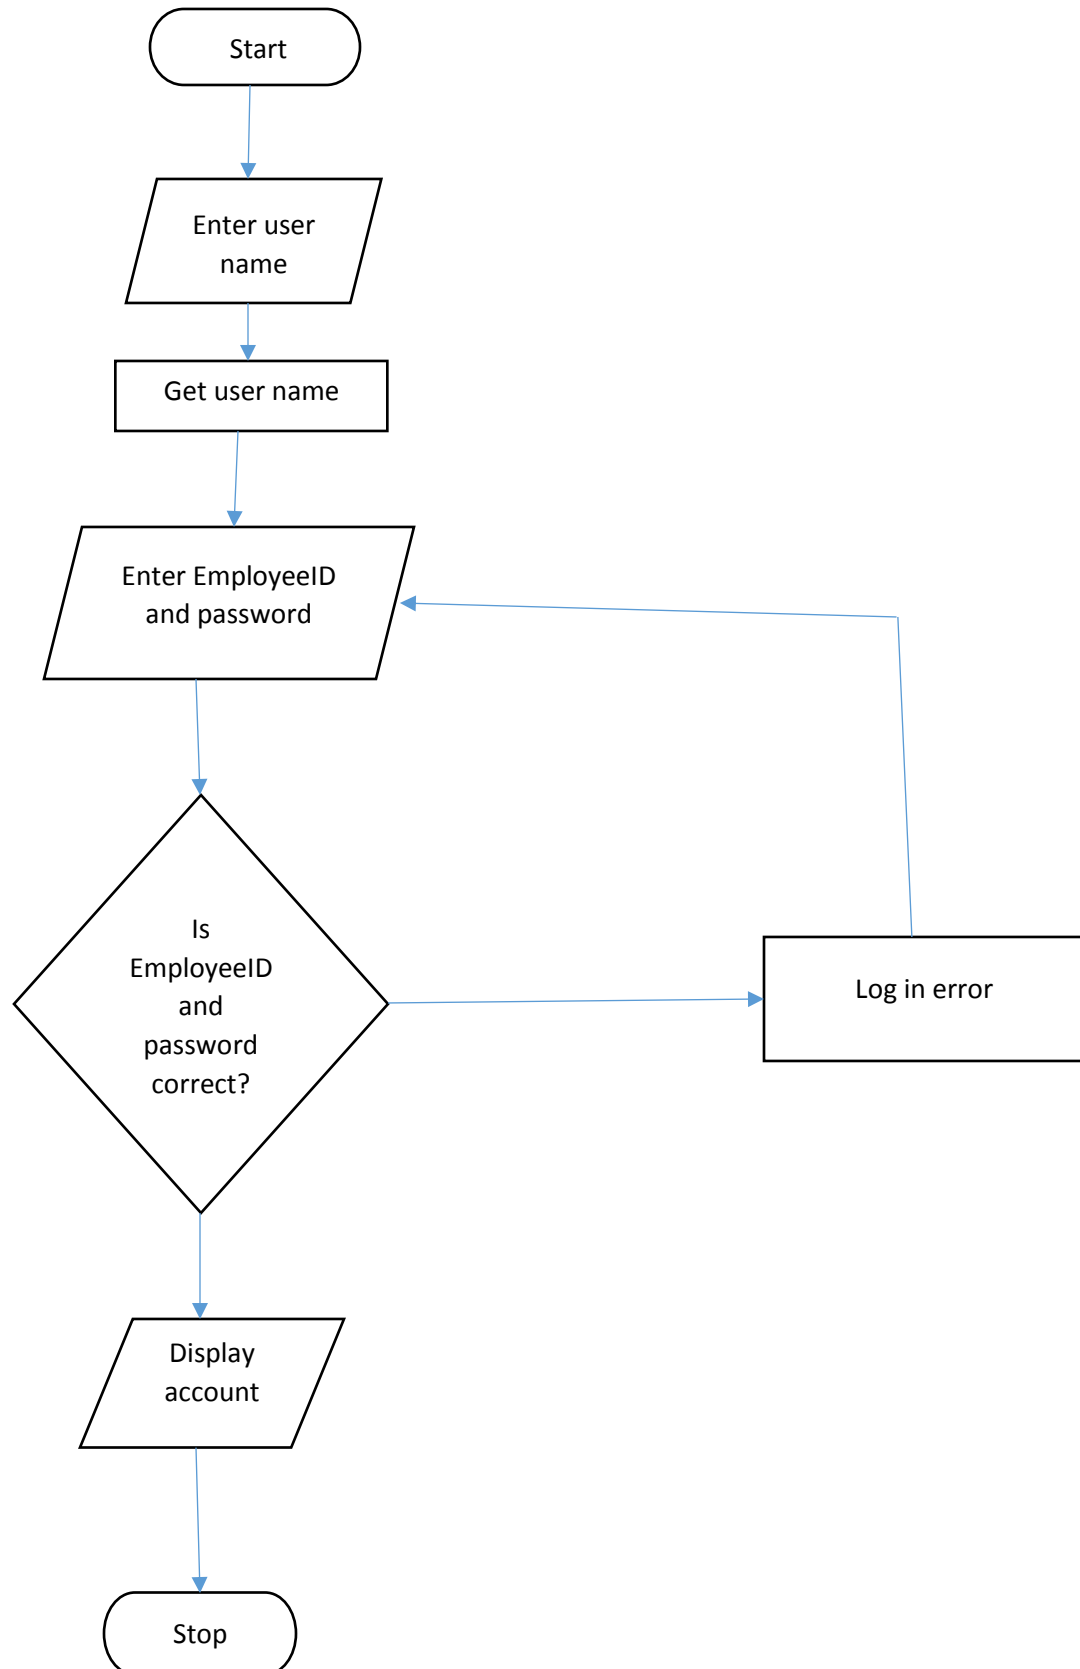 Start
Enter user
name
Get user name
Enter EmployeeID
and password
Is
EmployeeID
and
password
correct?
Log in error
Display
account
Stop